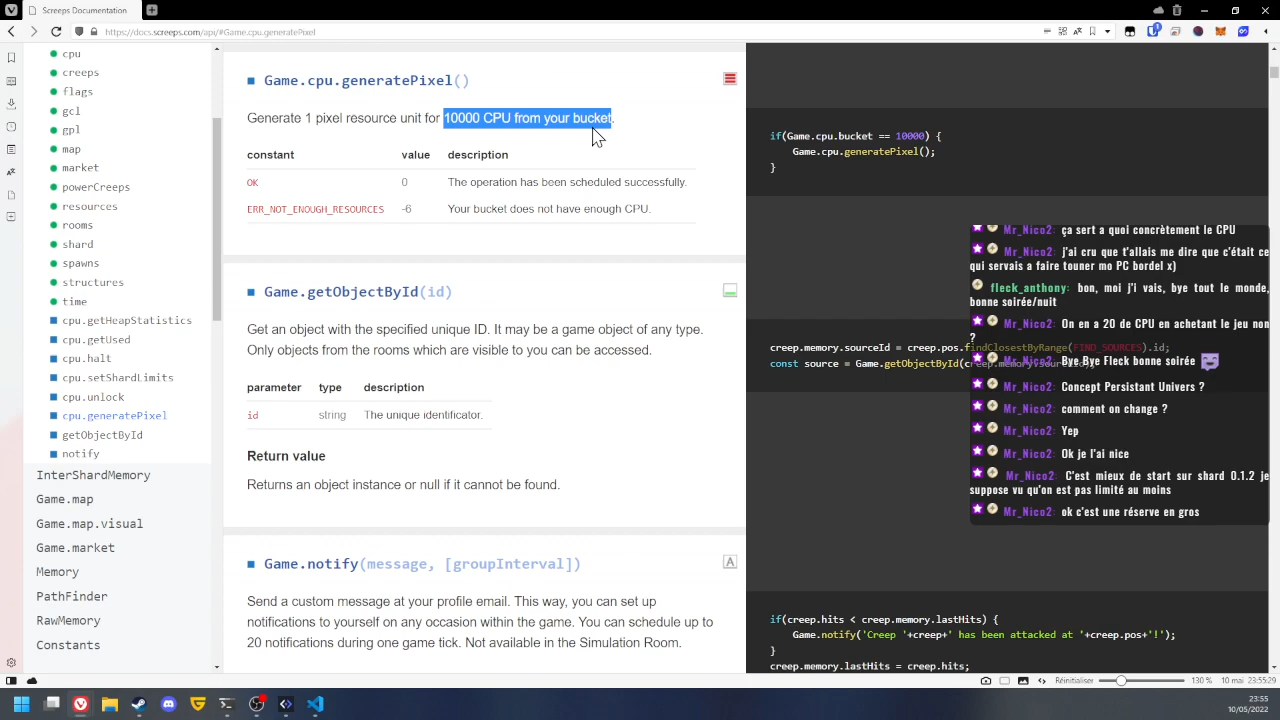 Screeps Documentation
https://docs.screeps.com/api/#Game.cpu.generatePixel
cpu
creeps
flags
gcl
gpl
map
market
powerCreeps
resources
rooms
shard
spawns
structures
time
cpu.getHeapStatistics
cpu.getUsed
cpu.halt
cpu.setShardLimits
cpu.unlock
cpu.generatePixel
getObjectById
notify
InterShardMemory
Game.map
Game.map.visual
Game.market
Memory
PathFinder
RawMemory
Constants
Game.cpu.generatePixel()
Generate 1 pixel resource unit for 10000 CPU from your bucket.
constant value description
OK 0 The operation has been scheduled successfully.
ERR_NOT_ENOUGH_RESOURCES -6 Your bucket does not have enough CPU.
Game.getObjectById(id)
Get an object with the specified unique ID. It may be a game object of any type.
Only objects from the rooms which are visible to you can be accessed.
parameter type description
id string The unique identificator.
Return value
Returns an object instance or null if it cannot be found.
Game.notify(message, [groupInterval])
A
Send a custom message at your profile email. This way, you can set up
notifications to yourself on any occasion within the game. You can schedule up to
20 notifications during one game tick. Not available in the Simulation Room.
if(Game.cpu.bucket == 10000) {
Game.cpu.generatePixel();
}
creep.memory.sourceId = creep.pos.findClosestByRange(FIND_SOURCES).id;
const source = Game.getObjectById(creep.memory.sourceId);
if(creep.hits < creep.memory.lastHits) {
Game.notify('Creep '+creep+' has been attacked at '+creep.pos+'!');
}
creep.memory.lastHits = creep.hits;
Mr_Nico2: ça sert a quoi concrètement le CPU
Mr_Nico2: j'ai cru que t'allais me dire que c'était ce
qui servais a faire touner mo PC bordel x)
fleck_anthony: bon, moi j'i vais, bye tout le monde,
bonne soirée/nuit
Mr_Nico2: On en a 20 de CPU en achetant le jeu non
?
Mr_Nico2: Bye Bye Fleck bonne soirée
Mr_Nico2: Concept Persistant Univers ?
Mr_Nico2: comment on change ?
Mr_Nico2: Yep
Mr_Nico2: Ok je l'ai nice
Mr_Nico2: C'est mieux de start sur shard 0.1.2 je
suppose vu qu'on est pas limité au moins
Mr_Nico2: ok c'est une réserve en gros
Réinitialiser 130 % 10 mai 23:55:29
23:55
10/05/2022